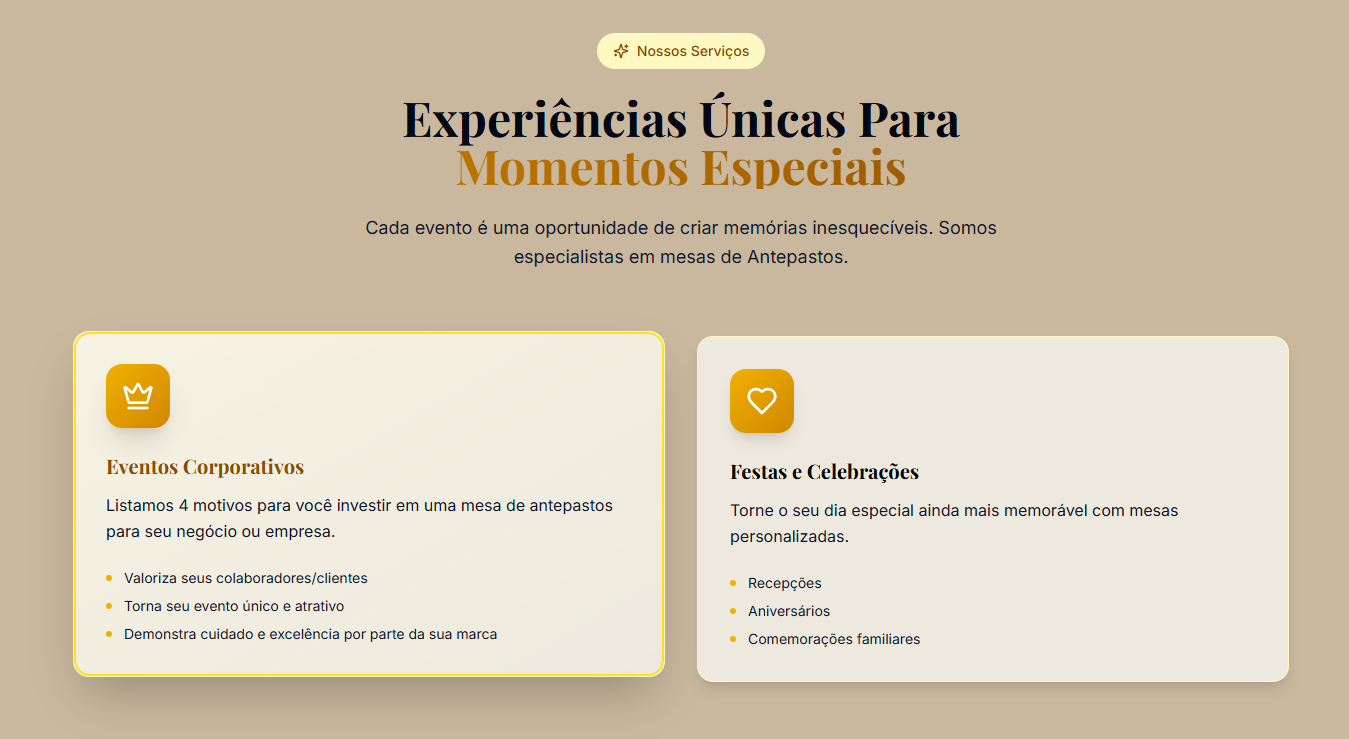 Nossos Serviços
Experiências Únicas Para
Momentos Especiais
Cada evento é uma oportunidade de criar memórias inesquecíveis. Somos
especialistas em mesas de Antepastos.
Eventos Corporativos
Listamos 4 motivos para você investir em uma mesa de antepastos
para seu negócio ou empresa.
Valoriza seus colaboradores/clientes
Torna seu evento único e atrativo
Demonstra cuidado e excelência por parte da sua marca
Festas e Celebrações
Torne o seu dia especial ainda mais memorável com mesas
personalizadas.
Recepções
Aniversários
Comemorações familiares